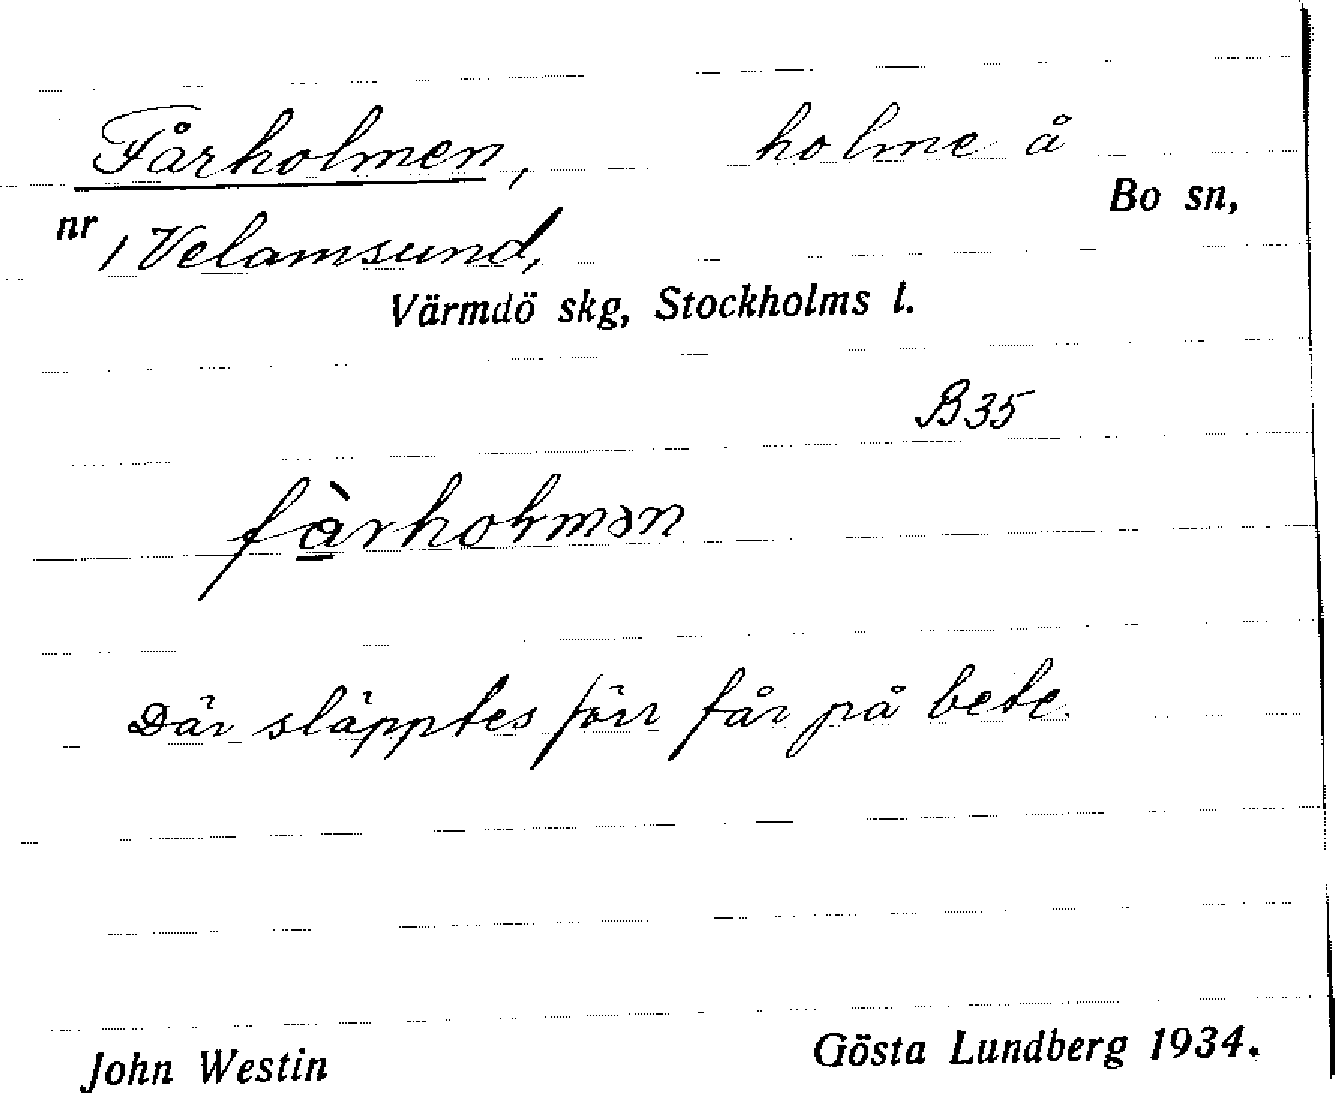 Fårholmen, holme å
Bo sn,
nr 1 Velamsund,
Värmdö skg, Stockholms l.
B35
Där släpptes förr får på bete.
John Westin Gösta Lundberg 1934.